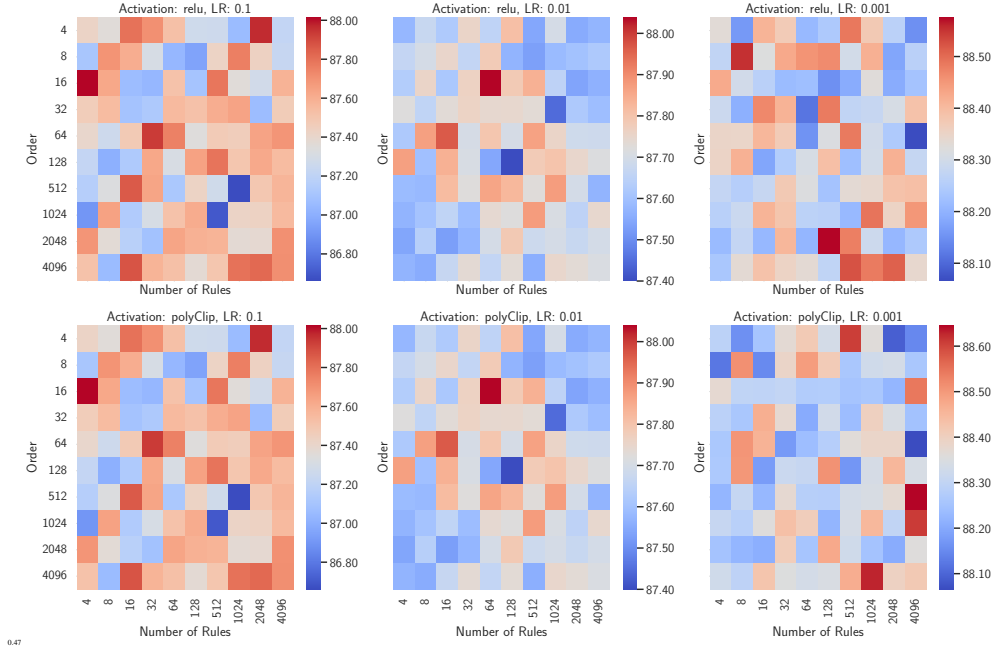 Activation: relu, LR: 0.1
Order
4
8
16
32
64
128
512
1024
2048
4096
Number of Rules
88.00
87.80
87.60
87.40
87.20
87.00
86.80
Activation: relu, LR: 0.01
Order
Number of Rules
88.00
87.90
87.80
87.70
87.60
87.50
87.40
Activation: relu, LR: 0.001
Order
Number of Rules
88.50
88.40
88.30
88.20
88.10
Activation: polyClip, LR: 0.1
Order
4
8
16
32
64
128
512
1024
2048
4096
4 8 16 32 64 128 512 1024 2048 4096
Number of Rules
88.00
87.80
87.60
87.40
87.20
87.00
86.80
Activation: polyClip, LR: 0.01
Order
4 8 16 32 64 128 512 1024 2048 4096
Number of Rules
88.00
87.90
87.80
87.70
87.60
87.50
87.40
Activation: polyClip, LR: 0.001
Order
4 8 16 32 64 128 512 1024 2048 4096
Number of Rules
88.60
88.50
88.40
88.30
88.20
88.10
0.47